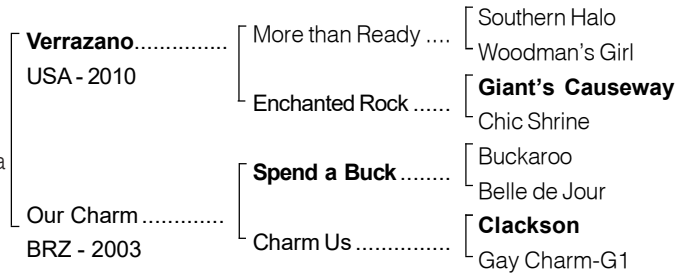 Southern Halo
Verrazano............... More than Ready ....
Woodman's Girl
USA - 2010
Giant's Causeway
Enchanted Rock ......
Chic Shrine
a
Buckaroo
Spend a Buck ........
Belle de Jour
Our Charm .............
Clackson
BRZ - 2003
Charm Us ...............
Gay Charm-G1